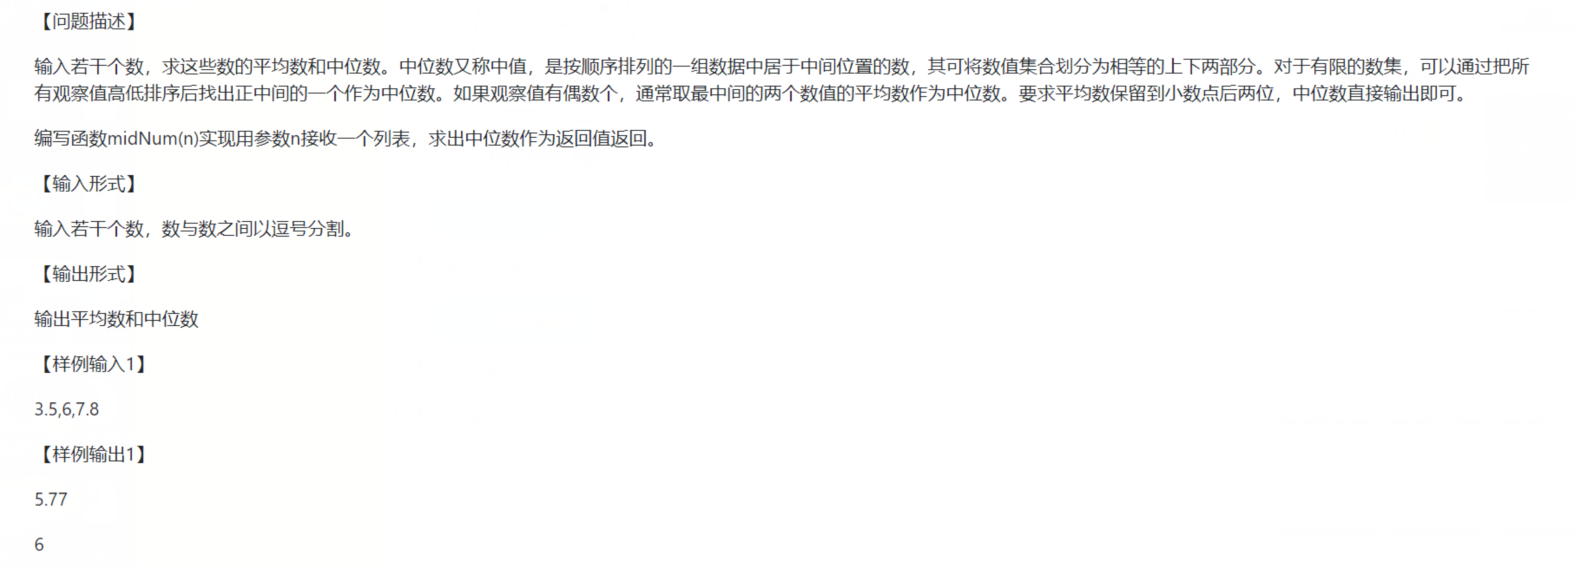 【问题描述】
输入若干个数，求这些数的平均数和中位数。中位数又称中值，是按顺序排列的一组数据中居于中间位置的数，其可将数值集合划分为相等的上下两部分。对于有限的数集，可以通过把所
有观察值高低排序后找出正中间的一个作为中位数。如果观察值有偶数个，通常取最中间的两个数值的平均数作为中位数。要求平均数保留到小数点后两位，中位数直接输出即可。
编写函数midNum(n)实现用参数n接收一个列表，求出中位数作为返回值返回。
【输入形式】
输入若干个数，数与数之间以逗号分割。
【输出形式】
输出平均数和中位数
【样例输入1】
3.5,6,7.8
【样例输出1】
5.77
6